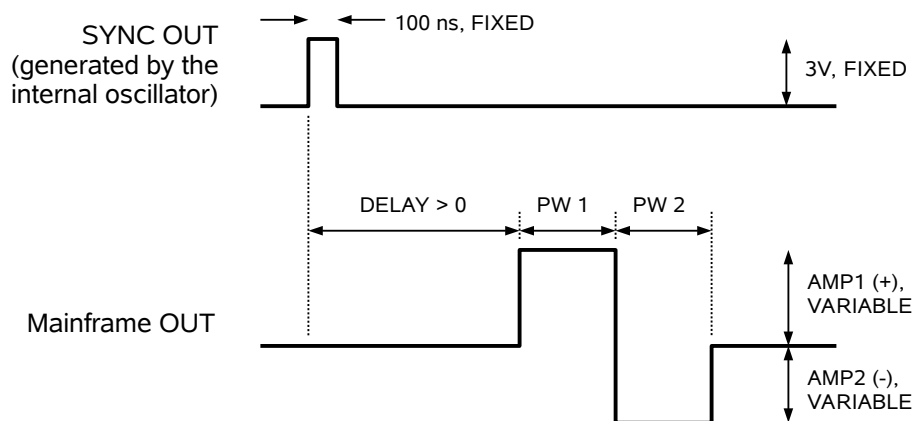 100 ns, FIXED
SYNC OUT
(generated by the
internal oscillator)
3V, FIXED
DELAY > 0
PW 1
PW 2
AMP1 (+),
VARIABLE
Mainframe OUT
AMP2 (-),
VARIABLE